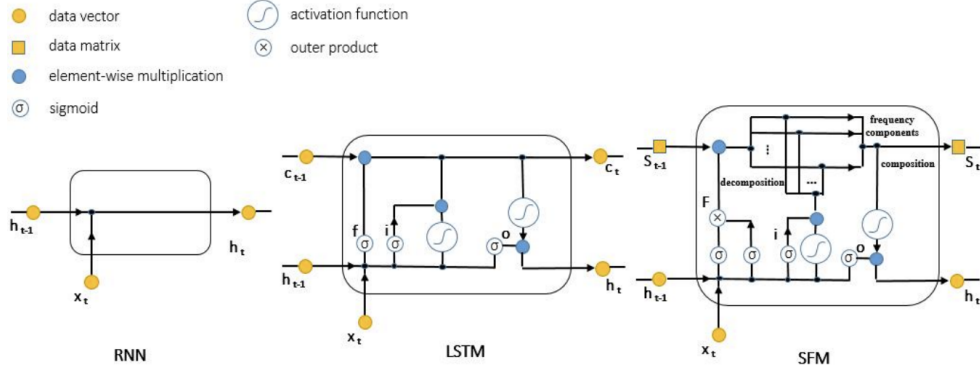 data vector
activation function
data matrix
outer product
element-wise multiplication
σ sigmoid
h t-1
h t
x t
RNN
c t-1
c t
f
σ
i
σ
σ
o
h t-1
h t
x t
LSTM
S t-1
S t
frequency
components
composition
decomposition
...
...
F
σ
σ
i
σ
σ
o
h t-1
h t
x t
SFM